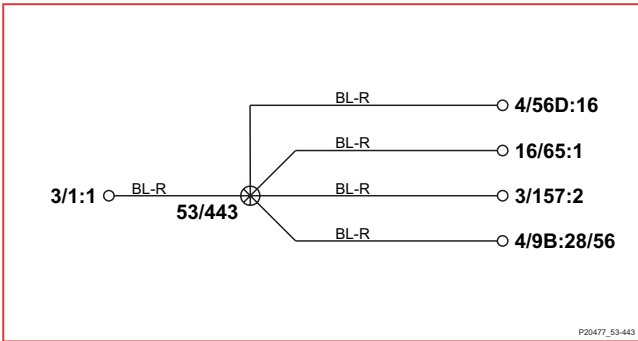 BL-R
4/56D:16
BL-R
16/65:1
3/1:1
BL-R
53/443
BL-R
3/157:2
BL-R
4/9B:28/56
P20477_53-443